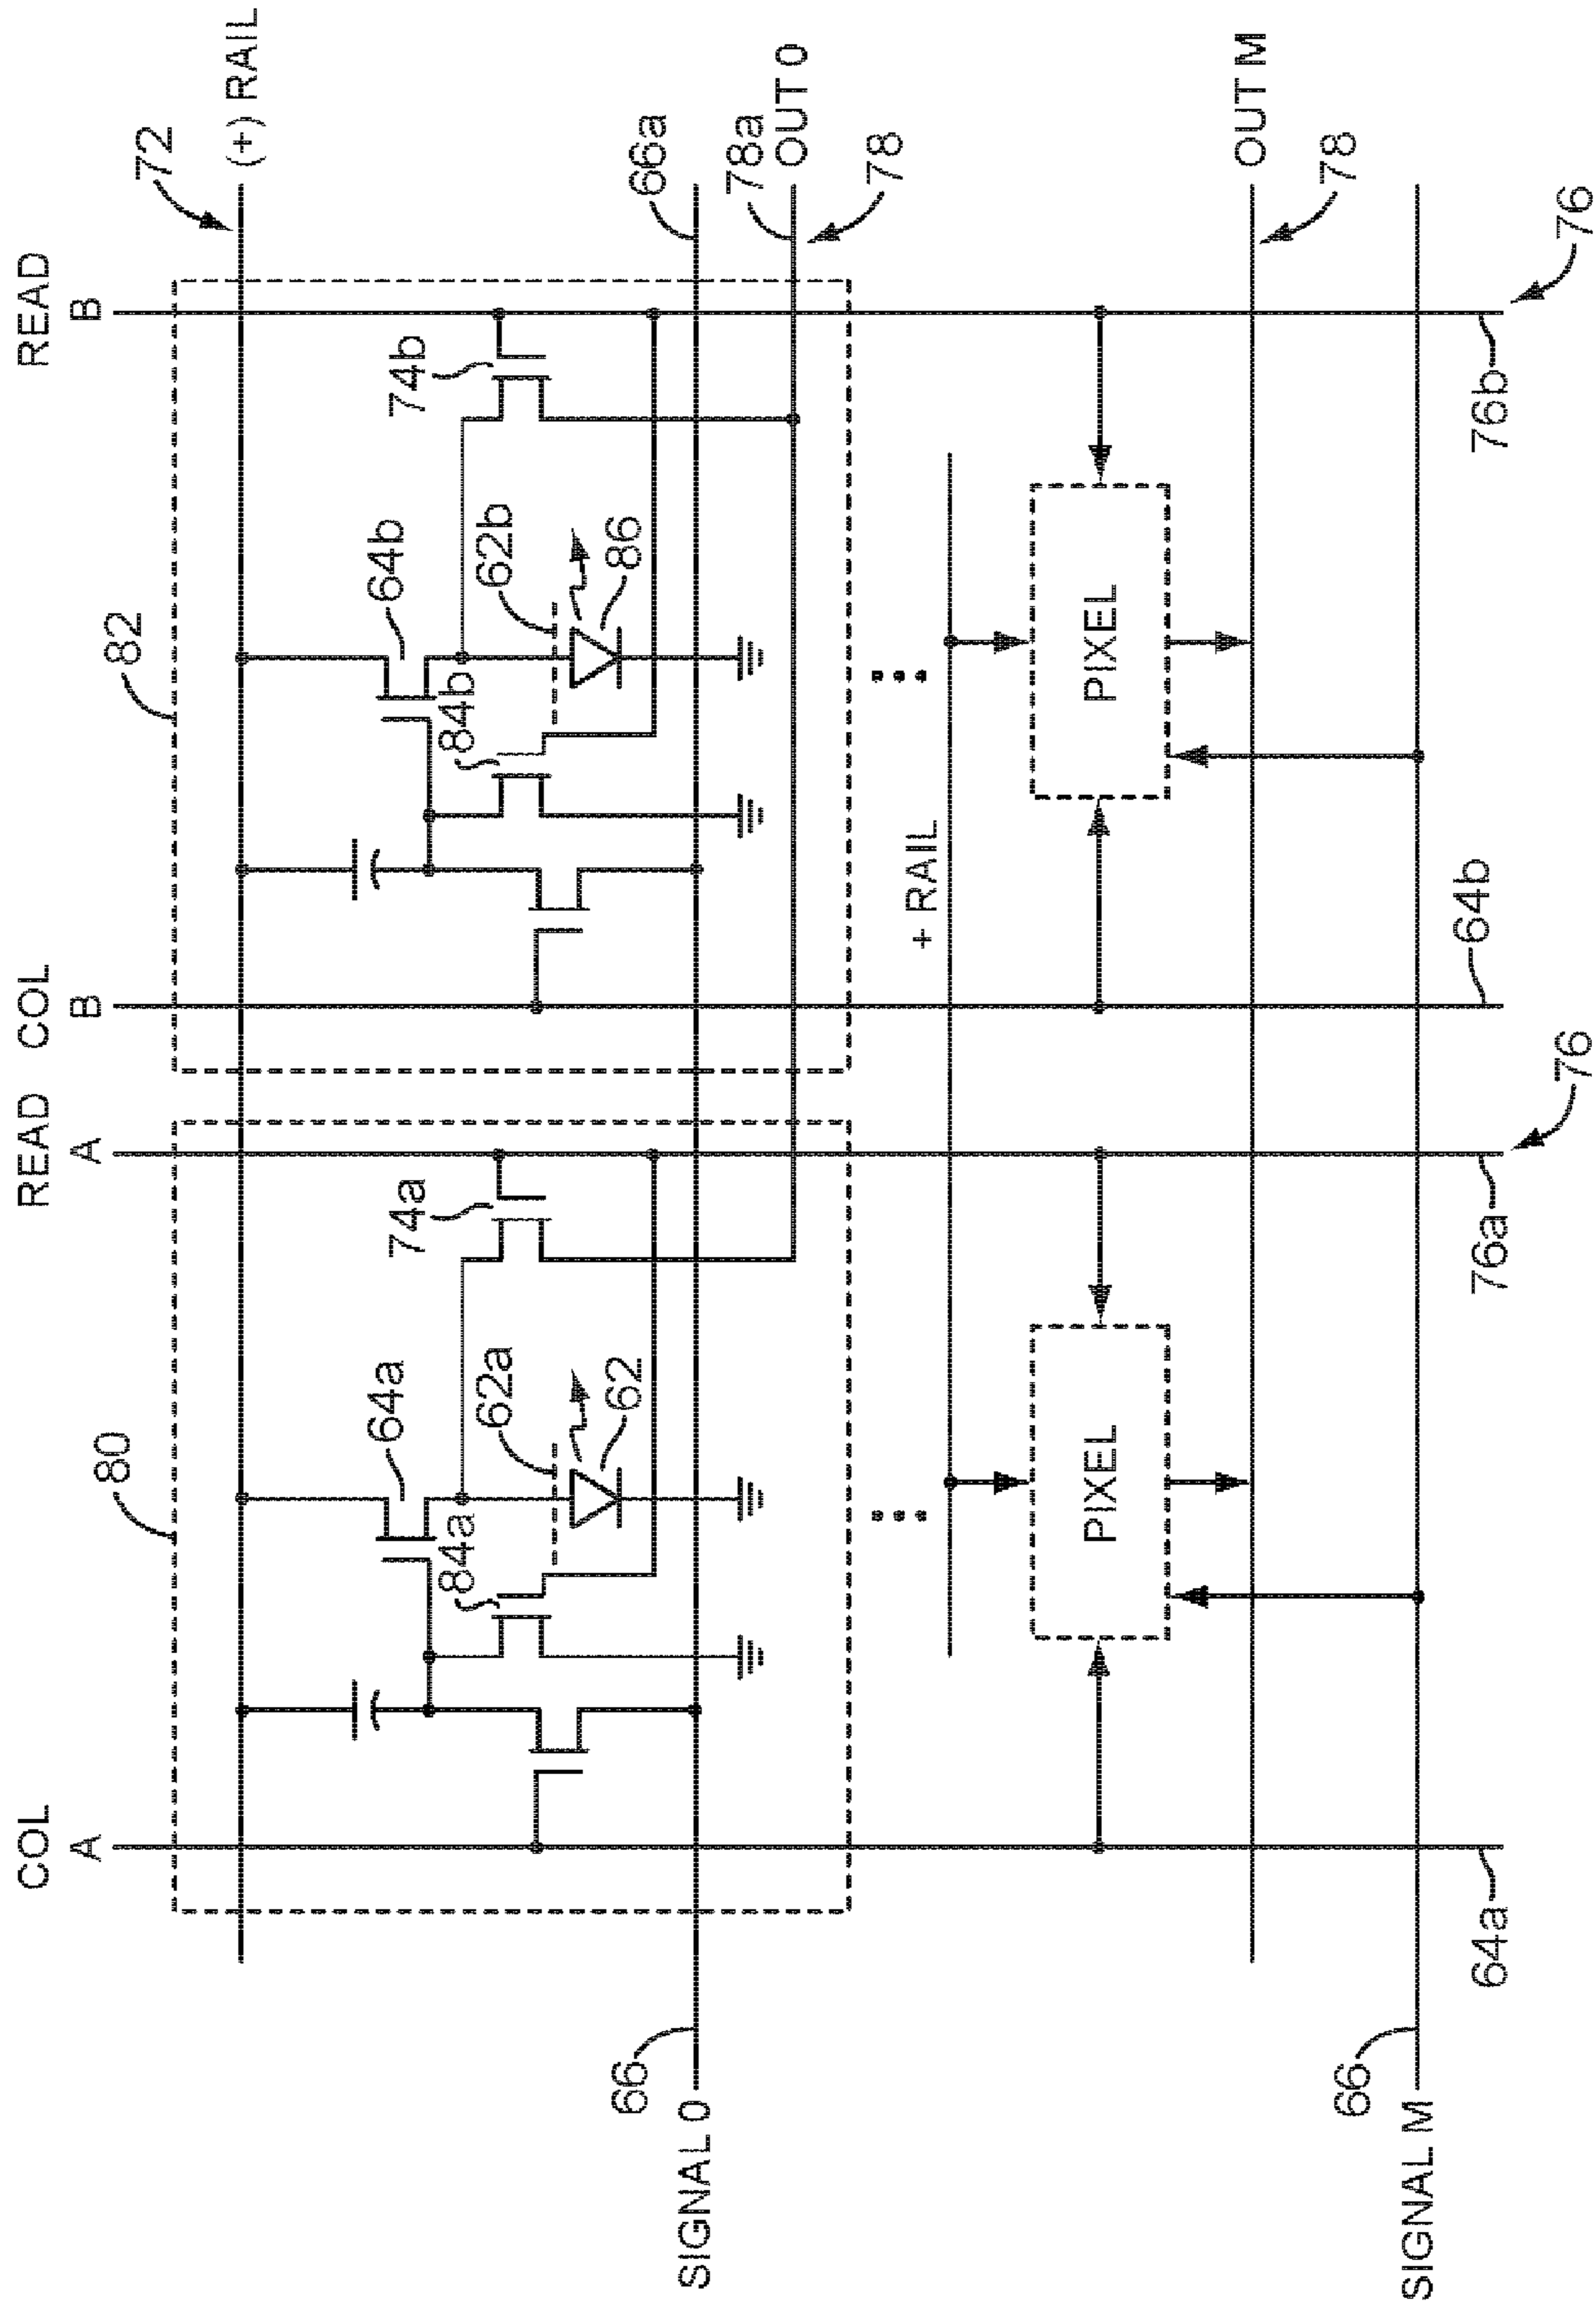 COL
A
READ
A
COL
B
READ
B
80
82
72
(+) RAIL
64a
74a
64b
74b
84a
62a
62
84b
62b
86
66a
66
SIGNAL 0
78a
OUT 0
78
+ RAIL
PIXEL
PIXEL
OUT M
78
66
SIGNAL M
64a
76a
76
64b
76b
76